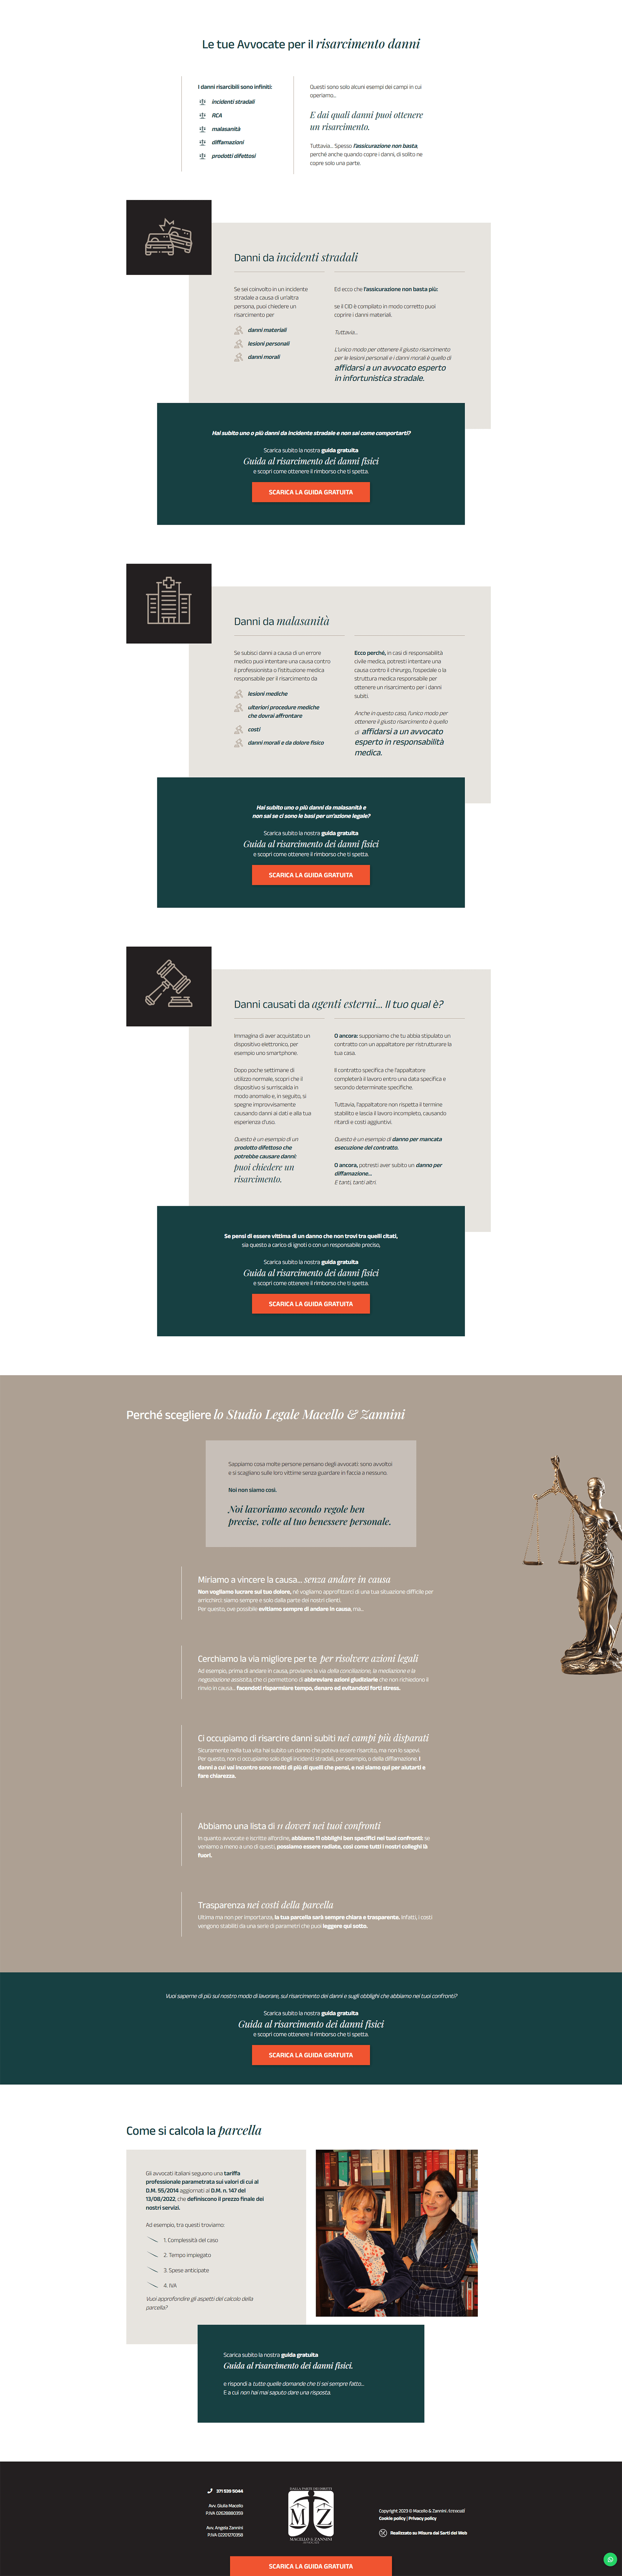 Le tue Avvocate per il risarcimento danni
I danni risarcibili sono infiniti:
incidenti stradali
RCA
malasanità
diffamazioni
prodotti difettosi
Questi sono solo alcuni esempi dei campi in cui
operiamo...
E dai quali danni puoi ottenere
un risarcimento.
Tuttavia... Spesso l'assicurazione non basta,
perché anche quando copre i danni, di solito ne
copre solo una parte.
Danni da incidenti stradali
Se sei coinvolto in un incidente
stradale a causa di un'altra
persona, puoi chiedere un
risarcimento per
danni materiali
lesioni personali
danni morali
Ed ecco che l'assicurazione non basta più:
se il CID è compilato in modo corretto puoi
coprire i danni materiali.
Tuttavia...
L'unico modo per ottenere il giusto risarcimento
per le lesioni personali e i danni morali è quello di
affidarsi a un avvocato esperto
in infortunistica stradale.
Hai subito uno o più danni da incidente stradale e non sai come comportarti?
Scarica subito la nostra guida gratuita
Guida al risarcimento dei danni fisici
e scopri come ottenere il rimborso che ti spetta.
SCARICA LA GUIDA GRATUITA
Danni da malasanità
Se subisci danni a causa di un errore
medico puoi intentare una causa contro
il professionista o l'istituzione medica
responsabile per il risarcimento da
lesioni mediche
ulteriori procedure mediche
che dovrai affrontare
costi
danni morali e da dolore fisico
Ecco perché, in casi di responsabilità
civile medica, potresti intentare una
causa contro il chirurgo, l'ospedale o la
struttura medica responsabile per
ottenere un risarcimento per i danni
subiti.
Anche in questo caso, l'unico modo per
ottenere il giusto risarcimento è quello
di affidarsi a un avvocato
esperto in responsabilità
medica.
Hai subito uno o più danni da malasanità e
non sai se ci sono le basi per un'azione legale?
Scarica subito la nostra guida gratuita
Guida al risarcimento dei danni fisici
e scopri come ottenere il rimborso che ti spetta.
SCARICA LA GUIDA GRATUITA
Danni causati da agenti esterni... Il tuo qual è?
Immagina di aver acquistato un
dispositivo elettronico, per
esempio uno smartphone.
Dopo poche settimane di
utilizzo normale, scopri che il
dispositivo si surriscalda in
modo anomalo e, in seguito, si
spegne improvvisamente
causando danni ai dati e alla tua
esperienza d'uso.
Questo è un esempio di un
prodotto difettoso che
potrebbe causare danni:
puoi chiedere un
risarcimento.
O ancora: supponiamo che tu abbia stipulato un
contratto con un appaltatore per ristrutturare la
tua casa.
Il contratto specifica che l'appaltatore
completerà il lavoro entro una data specifica e
secondo determinate specifiche.
Tuttavia, l'appaltatore non rispetta il termine
stabilito e lascia il lavoro incompleto, causando
ritardi e costi aggiuntivi.
Questo è un esempio di danno per mancata
esecuzione del contratto.
O ancora, potresti aver subito un danno per
diffamazione...
E tanti, tanti altri.
Se pensi di essere vittima di un danno che non trovi tra quelli citati,
sia questo a carico di ignoti o con un responsabile preciso,
Scarica subito la nostra guida gratuita
Guida al risarcimento dei danni fisici
e scopri come ottenere il rimborso che ti spetta.
SCARICA LA GUIDA GRATUITA
Perché scegliere lo Studio Legale Macello & Zannini
Sappiamo cosa molte persone pensano degli avvocati: sono avvoltoi
e si scagliano sulle loro vittime senza guardare in faccia a nessuno.
Noi non siamo così.
Noi lavoriamo secondo regole ben
precise, volte al tuo benessere personale.
Miriamo a vincere la causa... senza andare in causa
Non vogliamo lucrare sul tuo dolore, né vogliamo approfittarci di una tua situazione difficile per
arricchirci: siamo sempre e solo dalla parte dei nostri clienti.
Per questo, ove possibile evitiamo sempre di andare in causa, ma...
Cerchiamo la via migliore per te per risolvere azioni legali
Ad esempio, prima di andare in causa, proviamo la via della conciliazione, la mediazione e la
negoziazione assistita, che ci permettono di abbreviare azioni giudiziarie che non richiedono il
rinvio in causa... facendoti risparmiare tempo, denaro ed evitandoti forti stress.
Ci occupiamo di risarcire danni subiti nei campi più disparati
Sicuramente nella tua vita hai subito un danno che poteva essere risarcito, ma non lo sapevi.
Per questo, non ci occupiamo solo degli incidenti stradali, per esempio, o della diffamazione: i
danni a cui vai incontro sono molti di più di quelli che pensi, e noi siamo qui per aiutarti e
fare chiarezza.
Abbiamo una lista di 11 doveri nei tuoi confronti
In quanto avvocate e iscritte all'ordine, abbiamo 11 obblighi ben specifici nei tuoi confronti: se
veniamo a meno a uno di questi, possiamo essere radiate, così come tutti i nostri colleghi là
fuori.
Trasparenza nei costi della parcella
Ultima ma non per importanza, la tua parcella sarà sempre chiara e trasparente. Infatti, i costi
vengono stabiliti da una serie di parametri che puoi leggere qui sotto.
Vuoi saperne di più sul nostro modo di lavorare, sul risarcimento dei danni e sugli obblighi che abbiamo nei tuoi confronti?
Scarica subito la nostra guida gratuita
Guida al risarcimento dei danni fisici
e scopri come ottenere il rimborso che ti spetta.
SCARICA LA GUIDA GRATUITA
Come si calcola la parcella
Gli avvocati italiani seguono una tariffa
professionale parametrata sui valori di cui al
D.M. 55/2014 aggiornati al D.M. n. 147 del
13/08/2022, che definiscono il prezzo finale dei
nostri servizi.
Ad esempio, tra questi troviamo:
1. Complessità del caso
2. Tempo impiegato
3. Spese anticipate
4. IVA
Vuoi approfondire gli aspetti del calcolo della
parcella?
Scarica subito la nostra guida gratuita
Guida al risarcimento dei danni fisici.
e rispondi a tutte quelle domande che ti sei sempre fatto...
E a cui non hai mai saputo dare una risposta.
371 539 5044
Avv. Giulia Macello
P.IVA 02628880359
Avv. Angela Zannini
P.IVA 02201270358
DALLA PARTE DEI DIRITTI
MZ
MACELLO & ZANNINI
Copyright 2023 © Macello & Zannini.
Cookie policy | Privacy policy
Realizzato su Misura dai Sarti del Web
SCARICA LA GUIDA GRATUITA